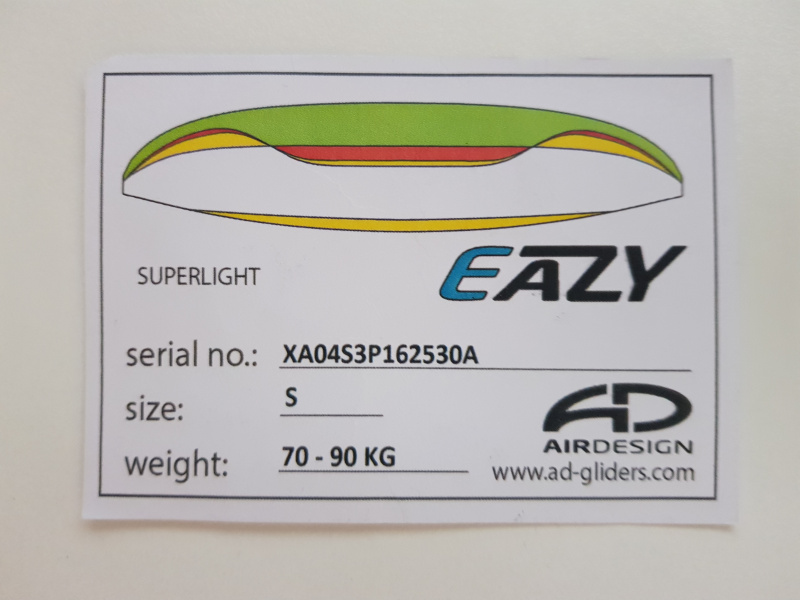 SUPERLIGHT
EAZY
serial no.: XA04S3P162530A
size: S
weight: 70 - 90 KG
AD
AIRDESIGN
www.ad-gliders.com